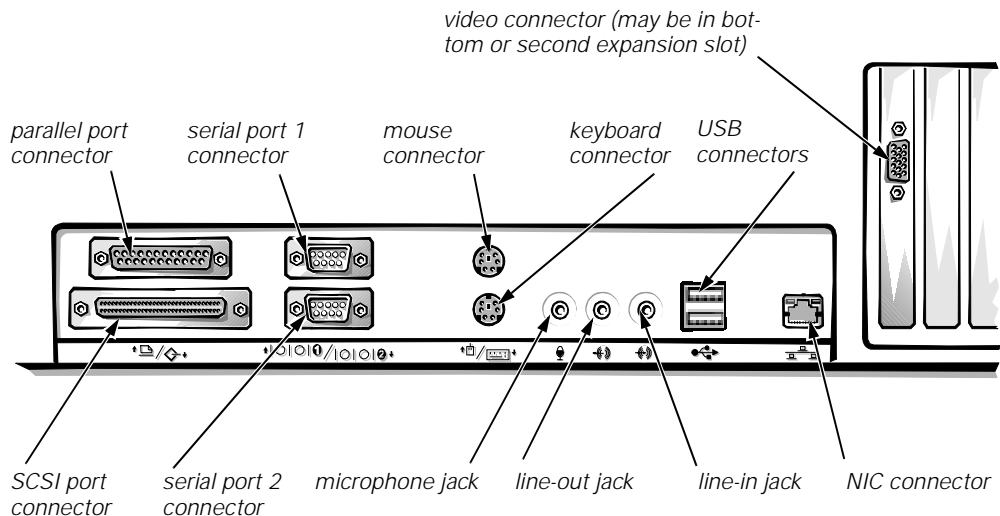 video connector (may be in bot-
tom or second expansion slot)
parallel port
connector
serial port 1
connector
mouse
connector
keyboard
connector
USB
connectors
1
2
SCSI port
connector
serial port 2
connector
microphone jack
line-out jack
line-in jack
NIC connector